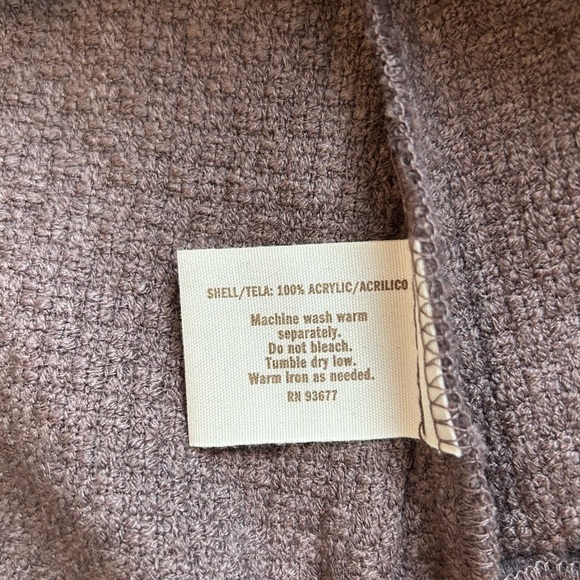 SHELL/TELA: 100% ACRYLIC/ACRILICO
Machine wash warm
separately.
Do not bleach.
Tumble dry low.
Warm iron as needed.
RN 93677